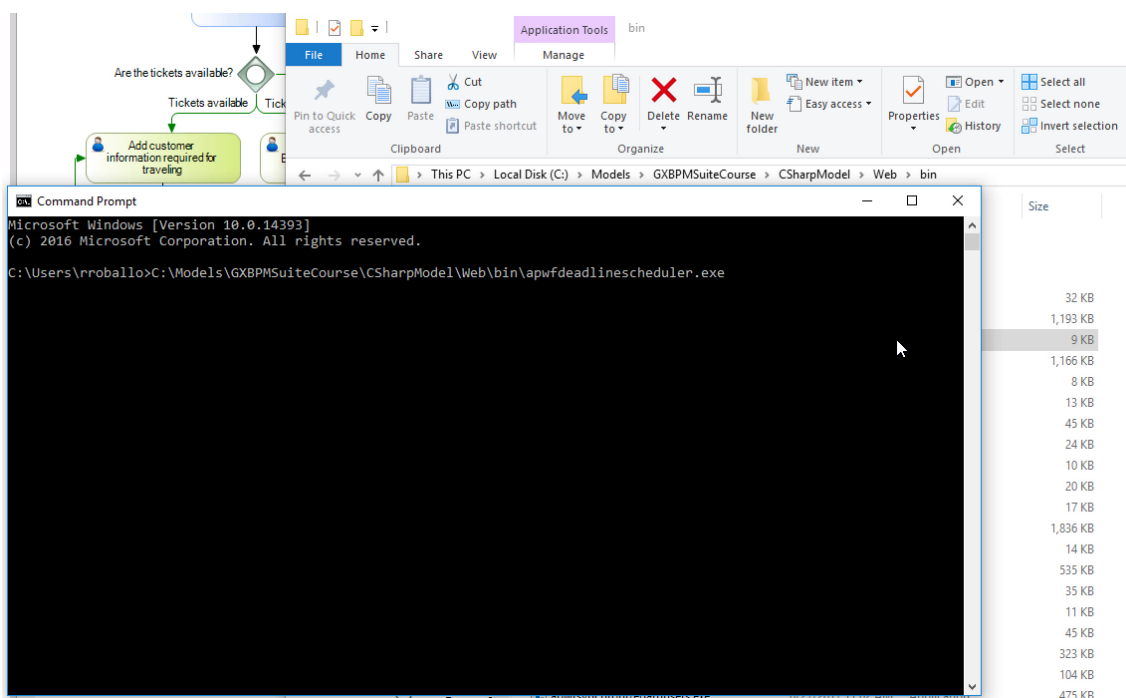 Are the tickets available?
Tickets available
Tick
Add customer
information required for
traveling
E
Application Tools
bin
File
Home
Share
View
Manage
Pin to Quick
access
Copy
Paste
Cut
Copy path
Paste shortcut
Move
to
Copy
to
Delete
Rename
New
folder
New item
Easy access
Properties
Open
Edit
History
Select all
Select none
Invert selection
Clipboard
Organize
New
Open
Select
This PC > Local Disk (C:) > Models > GXBPMSuiteCourse > CSharpModel > Web > bin
Size
Command Prompt
Microsoft Windows [Version 10.0.14393]
(c) 2016 Microsoft Corporation. All rights reserved.
C:\Users\rroballo>C:\Models\GXBPMSuiteCourse\CSharpModel\Web\bin\apwfdeadlinescheduler.exe
32 KB
1,193 KB
9 KB
1,166 KB
8 KB
13 KB
45 KB
24 KB
10 KB
20 KB
17 KB
1,836 KB
14 KB
535 KB
35 KB
11 KB
45 KB
323 KB
104 KB
475 KB